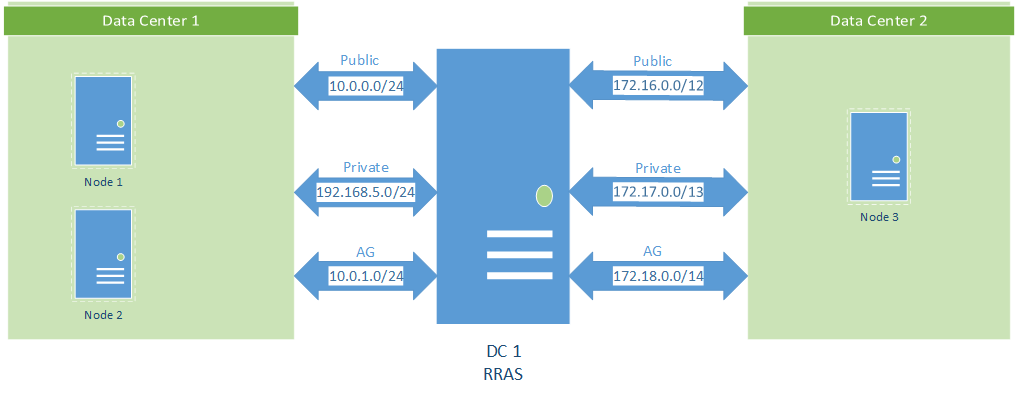 Data Center 1
Data Center 2
Public
10.0.0.0/24
Public
172.16.0.0/12
Node 1
Private
192.168.5.0/24
Private
172.17.0.0/13
Node 3
AG
10.0.1.0/24
AG
172.18.0.0/14
Node 2
DC 1
RRAS